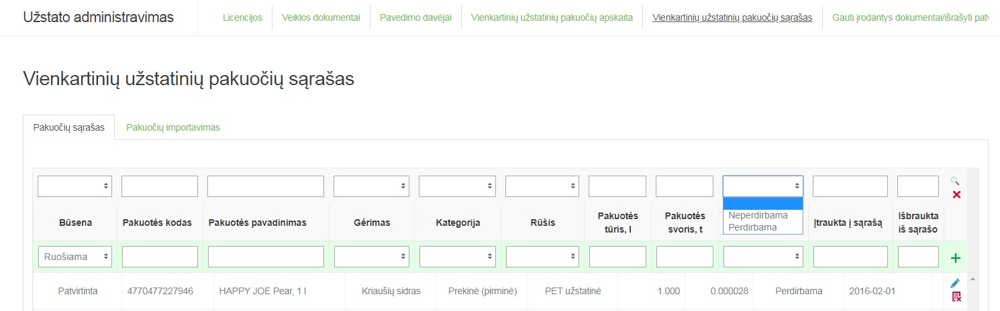 Užstato administravimas
Licencijos
Veiklos dokumentai
Pavedimo davėjai
Vienkartinių užstatinių pakuočių apskaita
Vienkartinių užstatinių pakuočių sąrašas
Gauti įrodantys dokumentai/išrašyti patv
Vienkartinių užstatinių pakuočių sąrašas
Pakuočių sąrašas
Pakuočių importavimas
Neperdirbama
Perdirbama
Būsena
Pakuotės kodas
Pakuotės pavadinimas
Gėrimas
Kategorija
Rūšis
Pakuotės
tūris, l
Pakuotės
svoris, t
Įtraukta į sąrašą
Išbraukta
iš sąrašo
Ruošiama
Patvirtinta
4770477227946
HAPPY JOE Pear, 1 l
Kriaušių sidras
Prekinė (pirminė)
PET užstatinė
1.000
0.000028
Perdirbama
2016-02-01